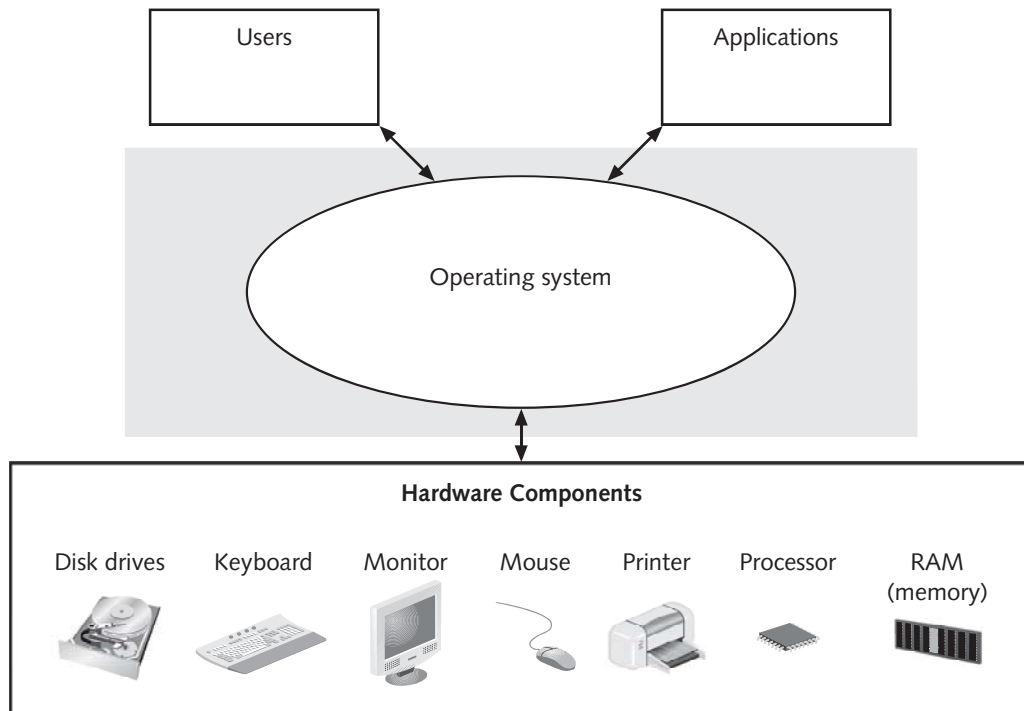 Users
Applications
Operating system
Hardware Components
Disk drives
Keyboard
Monitor
Mouse
Printer
Processor
RAM
(memory)